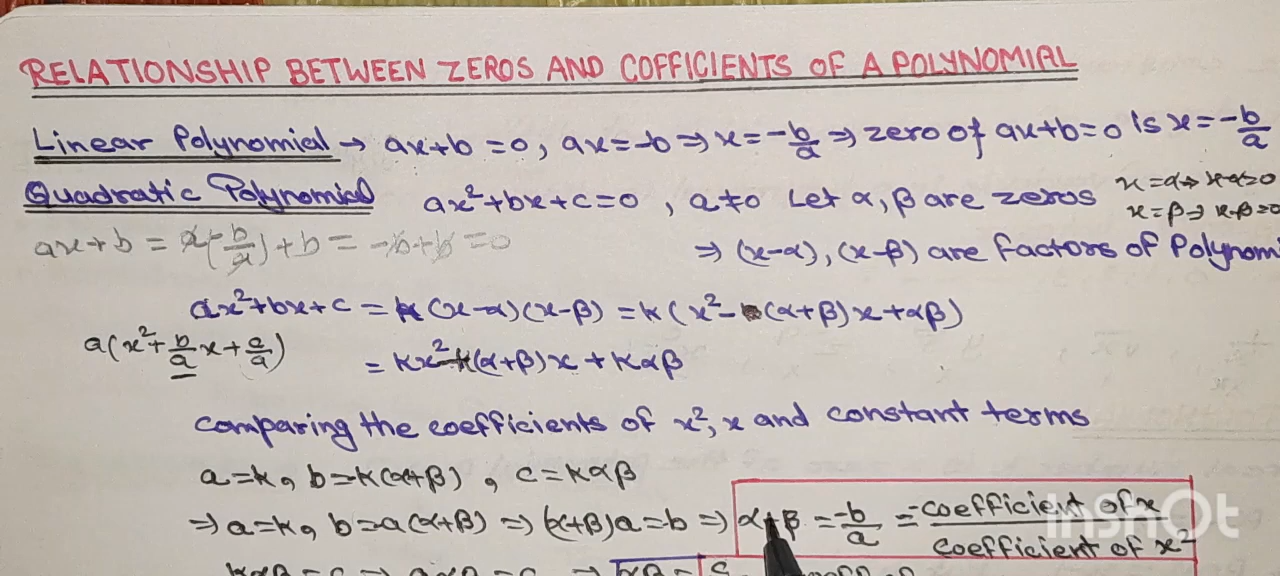 RELATIONSHIP BETWEEN ZEROS AND COFFICIENTS OF A POLYNOMIAL
Linear Polynomial → ax+b=0, ax=-b ⇒ x=-b/a ⇒ zero of ax+b=0 is x=-b/a
Quadratic Polynomial ax²+bx+c=0, a≠0 Let α, β are zeros x=α⇒ x-α=0
x=β⇒ x-β=0
ax+b = a(-b/a)+b = -b+b=0 ⇒ (x-α), (x-β) are factors of Polynomi
ax²+bx+c = k(x-α)(x-β) = k(x²-(α+β)x+αβ)
a(x²+b/a x+c/a) = kx²-k(α+β)x+kαβ
comparing the coefficients of x², x and constant terms
a=k, b=-k(α+β), c=kαβ
⇒ a=k, b=-a(α+β) ⇒ (α+β)a=-b ⇒ α+β = -b/a = -coefficient of x/coefficient of x²
InShot